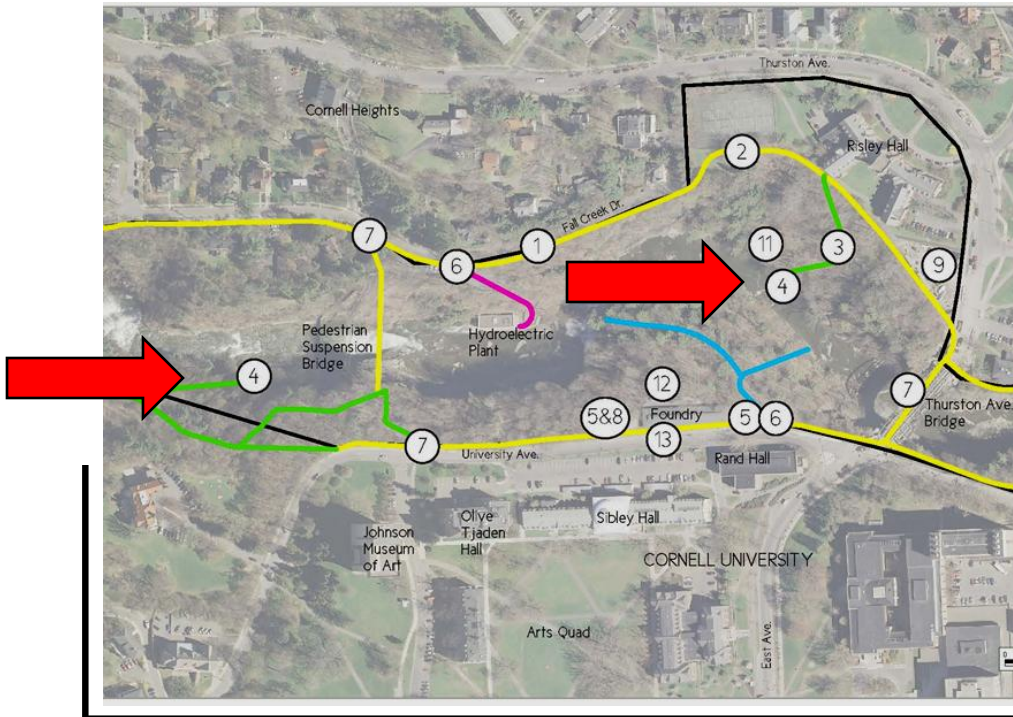 Thurston Ave.
Cornell Heights
Risley Hall
2
Fall Creek Dr.
7
1
11
3
6
9
4
Hydroelectric
Plant
Pedestrian
Suspension
Bridge
4
12
7
Thurston Ave.
Bridge
5&8
Foundry
5
6
13
7
University Ave.
Rand Hall
Olive
Tjaden
Hall
Sibley Hall
Johnson
Museum
of Art
CORNELL UNIVERSITY
Arts Quad
East Ave.
0